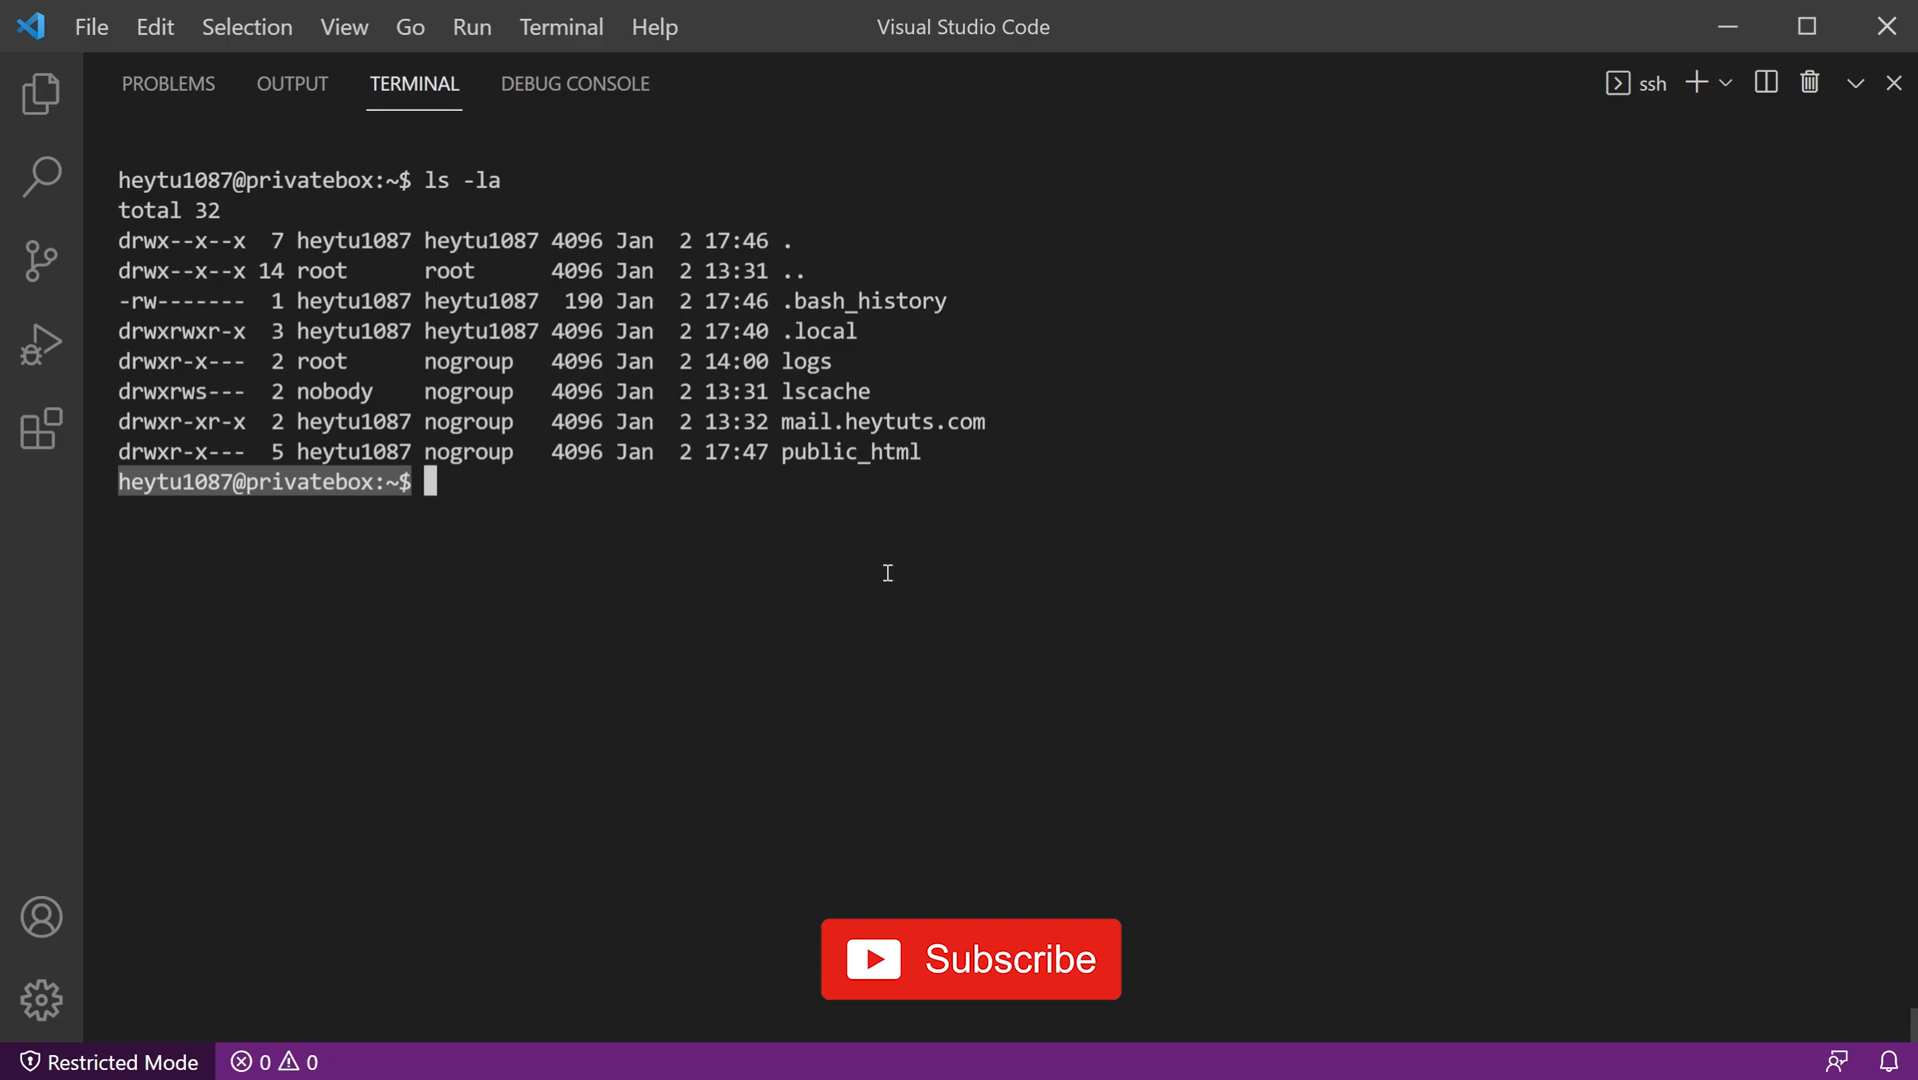 File Edit Selection View Go Run Terminal Help Visual Studio Code
PROBLEMS OUTPUT TERMINAL DEBUG CONSOLE ssh
heytu1087@privatebox:~$ ls -la
total 32
drwx--x--x 7 heytu1087 heytu1087 4096 Jan 2 17:46 .
drwx--x--x 14 root root 4096 Jan 2 13:31 ..
-rw------- 1 heytu1087 heytu1087 190 Jan 2 17:46 .bash_history
drwxrwxr-x 3 heytu1087 heytu1087 4096 Jan 2 17:40 .local
drwxr-x--- 2 root nogroup 4096 Jan 2 14:00 logs
drwxrws--- 2 nobody nogroup 4096 Jan 2 13:31 lscache
drwxr-xr-x 2 heytu1087 nogroup 4096 Jan 2 13:32 mail.heytuts.com
drwxr-x--- 5 heytu1087 nogroup 4096 Jan 2 17:47 public_html
heytu1087@privatebox:~$
Subscribe
Restricted Mode 0 0